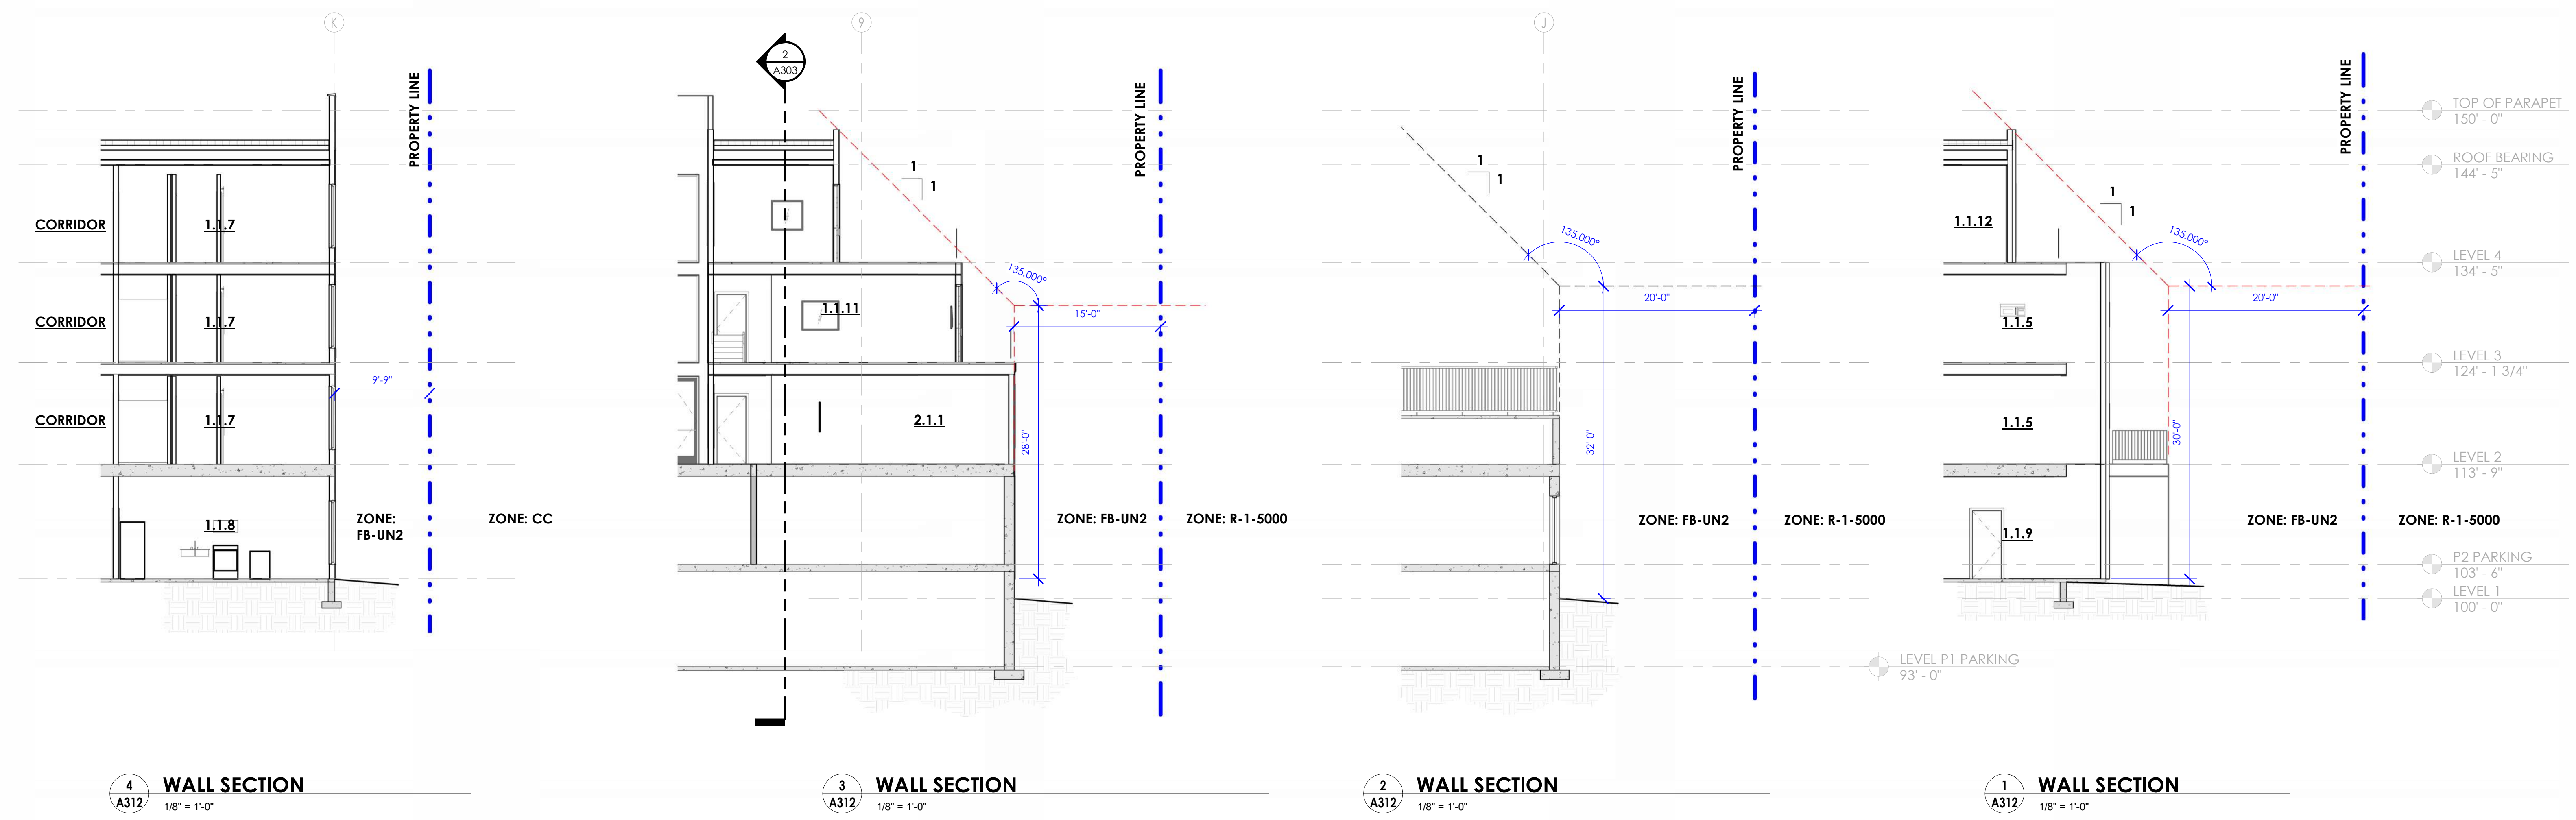 K
PROPERTY LINE
CORRIDOR
1.1.7
CORRIDOR
1.1.7
9'-9"
CORRIDOR
1.1.7
1.1.8
ZONE:
FB-UN2
ZONE: CC
4
A312
WALL SECTION
1/8" = 1'-0"
2
A303
9
PROPERTY LINE
1
1
135.000°
15'-0"
1.1.11
2.1.1
28'-0"
ZONE: FB-UN2
ZONE: R-1-5000
3
A312
WALL SECTION
1/8" = 1'-0"
J
PROPERTY LINE
1
1
135.000°
20'-0"
32'-0"
ZONE: FB-UN2
ZONE: R-1-5000
LEVEL P1 PARKING
93' - 0"
2
A312
WALL SECTION
1/8" = 1'-0"
PROPERTY LINE
1
1
1.1.12
135.000°
20'-0"
1.1.5
1.1.5
30'-0"
1.1.9
ZONE: FB-UN2
ZONE: R-1-5000
TOP OF PARAPET
150' - 0"
ROOF BEARING
144' - 5"
LEVEL 4
134' - 5"
LEVEL 3
124' - 1 3/4"
LEVEL 2
113' - 9"
P2 PARKING
103' - 6"
LEVEL 1
100' - 0"
1
A312
WALL SECTION
1/8" = 1'-0"